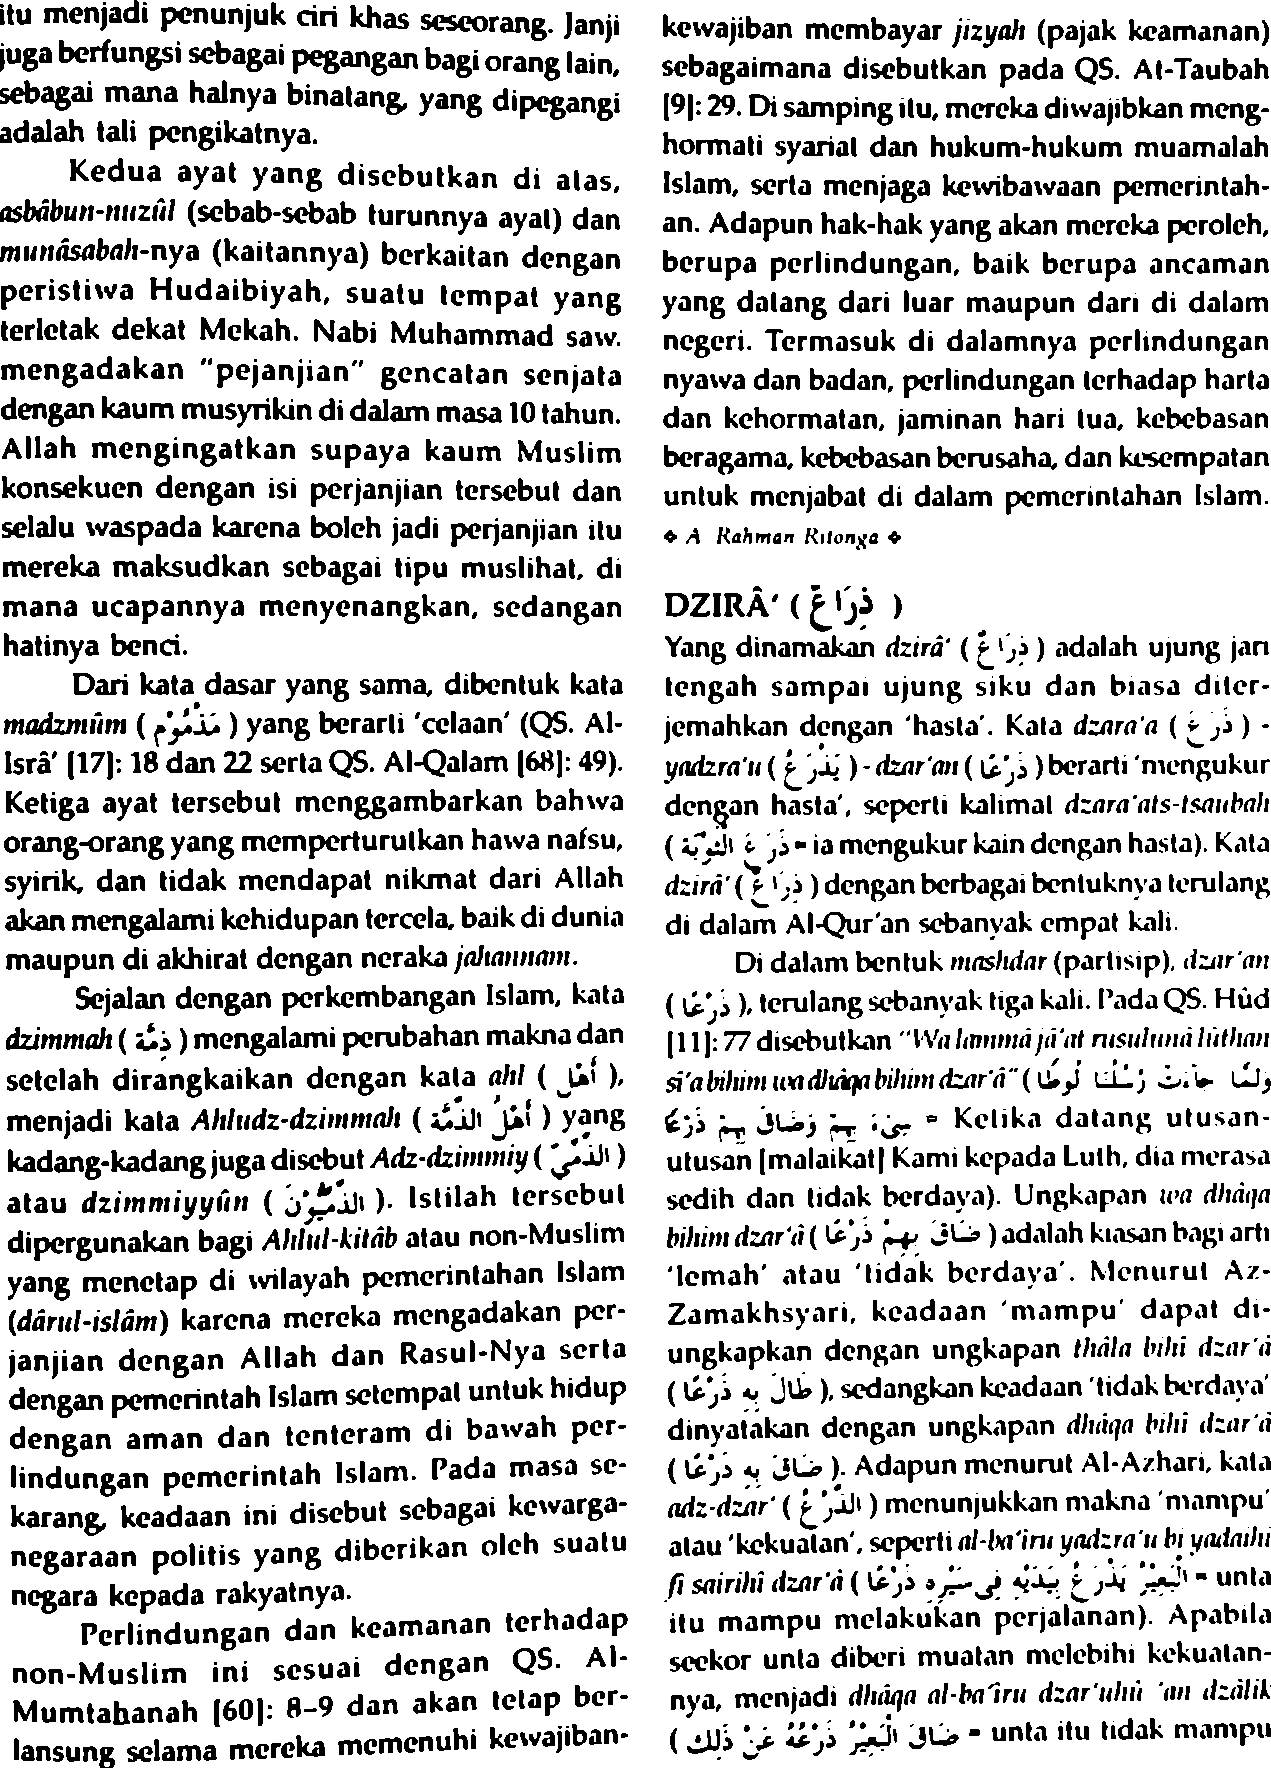 itu menjadi penunjuk ciri khas seseorang. Janji
juga berfungsi sebagai pegangan bagi orang lain,
sebagai mana halnya binatang, yang dipegangi
adalah tali pengikatnya.
Kedua ayat yang disebutkan di atas,
asbâbun-nuzûl (sebab-sebab turunnya ayat) dan
munâsabah-nya (kaitannya) berkaitan dengan
peristiwa Hudaibiyah, suatu tempat yang
terletak dekat Mekah. Nabi Muhammad saw.
mengadakan "pejanjian" gencatan senjata
dengan kaum musyrikin di dalam masa 10 tahun.
Allah mengingatkan supaya kaum Muslim
konsekuen dengan isi perjanjian tersebut dan
selalu waspada karena boleh jadi perjanjian itu
mereka maksudkan sebagai tipu muslihat, di
mana ucapannya menyenangkan, sedangan
hatinya benci.
Dari kata dasar yang sama, dibentuk kata
madzmûm (مَذْمُوْم) yang berarti 'celaan' (QS. Al-
Isrâ' [17]: 18 dan 22 serta QS. Al-Qalam [68]: 49).
Ketiga ayat tersebut menggambarkan bahwa
orang-orang yang memperturutkan hawa nafsu,
syirik, dan tidak mendapat nikmat dari Allah
akan mengalami kehidupan tercela, baik di dunia
maupun di akhirat dengan neraka jahannam.
Sejalan dengan perkembangan Islam, kata
dzimmah (ذِمَّة) mengalami perubahan makna dan
setelah dirangkaikan dengan kata ahl (أَهْل),
menjadi kata Ahludz-dzimmah (أَهْلُ الذِّمَّة) yang
kadang-kadang juga disebut Adz-dzimmiy (الذِّمِّيّ)
atau dzimmiyyûn (الذِّمِّيُّوْنَ). Istilah tersebut
dipergunakan bagi Ahlul-kitâb atau non-Muslim
yang menetap di wilayah pemerintahan Islam
(dârul-islâm) karena mereka mengadakan per-
janjian dengan Allah dan Rasul-Nya serta
dengan pemerintah Islam setempat untuk hidup
dengan aman dan tenteram di bawah per-
lindungan pemerintah Islam. Pada masa se-
karang, keadaan ini disebut sebagai kewarga-
negaraan politis yang diberikan oleh suatu
negara kepada rakyatnya.
Perlindungan dan keamanan terhadap
non-Muslim ini sesuai dengan QS. Al-
Mumtahanah [60]: 8–9 dan akan tetap ber-
lansung selama mereka memenuhi kewajiban-
kewajiban membayar jizyah (pajak keamanan)
sebagaimana disebutkan pada QS. At-Taubah
[9]: 29. Di samping itu, mereka diwajibkan meng-
hormati syariat dan hukum-hukum muamalah
Islam, serta menjaga kewibawaan pemerintah-
an. Adapun hak-hak yang akan mereka peroleh,
berupa perlindungan, baik berupa ancaman
yang datang dari luar maupun dari di dalam
negeri. Termasuk di dalamnya perlindungan
nyawa dan badan, perlindungan terhadap harta
dan kehormatan, jaminan hari tua, kebebasan
beragama, kebebasan berusaha, dan kesempatan
untuk menjabat di dalam pemerintahan Islam.
❖ A Rahman Ritonga ❖
DZIRÂ' (ذِرَاعٌ)
Yang dinamakan dzirâ' (ذِرَاعٌ) adalah ujung jari
tengah sampai ujung siku dan biasa diter-
jemahkan dengan 'hasta'. Kata dzara'a (ذَرَعَ) -
yadzra'u (يَذْرَعُ) - dzar'an (ذَرْعًا) berarti 'mengukur
dengan hasta', seperti kalimat dzara'ats-tsaubah
(ذَرَعَ الثَّوْبَة = ia mengukur kain dengan hasta). Kata
dzirâ' (ذِرَاعٌ) dengan berbagai bentuknya terulang
di dalam Al-Qur'an sebanyak empat kali.
Di dalam bentuk mashdar (partisip), dzar'an
(ذَرْعًا), terulang sebanyak tiga kali. Pada QS. Hûd
[11]: 77 disebutkan "Wa lammâ jâ'at rusulunâ lûthan
sî'a bihim wa dhâqa bihim dzar'â" (وَلَمَّا جَاءَتْ رُسُلُنَا لُوطًا
سِيءَ بِهِمْ وَضَاقَ بِهِمْ ذَرْعًا = Ketika datang utusan-
utusan [malaikat] Kami kepada Luth, dia merasa
sedih dan tidak berdaya). Ungkapan wa dhâqa
bihim dzar'â (ضَاقَ بِهِمْ ذَرْعًا) adalah kiasan bagi arti
'lemah' atau 'tidak berdaya'. Menurut Az-
Zamakhsyari, keadaan 'mampu' dapat di-
ungkapkan dengan ungkapan thâla bihi dzar'â
(طَالَ بِهِ ذَرْعًا), sedangkan keadaan 'tidak berdaya'
dinyatakan dengan ungkapan dhâqa bihi dzar'â
(ضَاقَ بِهِ ذَرْعًا). Adapun menurut Al-Azhari, kata
adz-dzar' (الذَّرْعُ) menunjukkan makna 'mampu'
atau 'kekuatan', seperti al-ba'îru yadzra'u bi yadaihi
fî sairihî dzar'â (الْبَعِيْرُ يَذْرَعُ بِيَدَيْهِ فِى سَيْرِهِ ذَرْعًا = unta
itu mampu melakukan perjalanan). Apabila
seekor unta diberi muatan melebihi kekuatan-
nya, menjadi dhâqa al-ba'îru dzar'uhû 'an dzâlik
(ضَاقَ الْبَعِيْرُ ذَرْعُهُ عَنْ ذٰلِكَ = unta itu tidak mampu